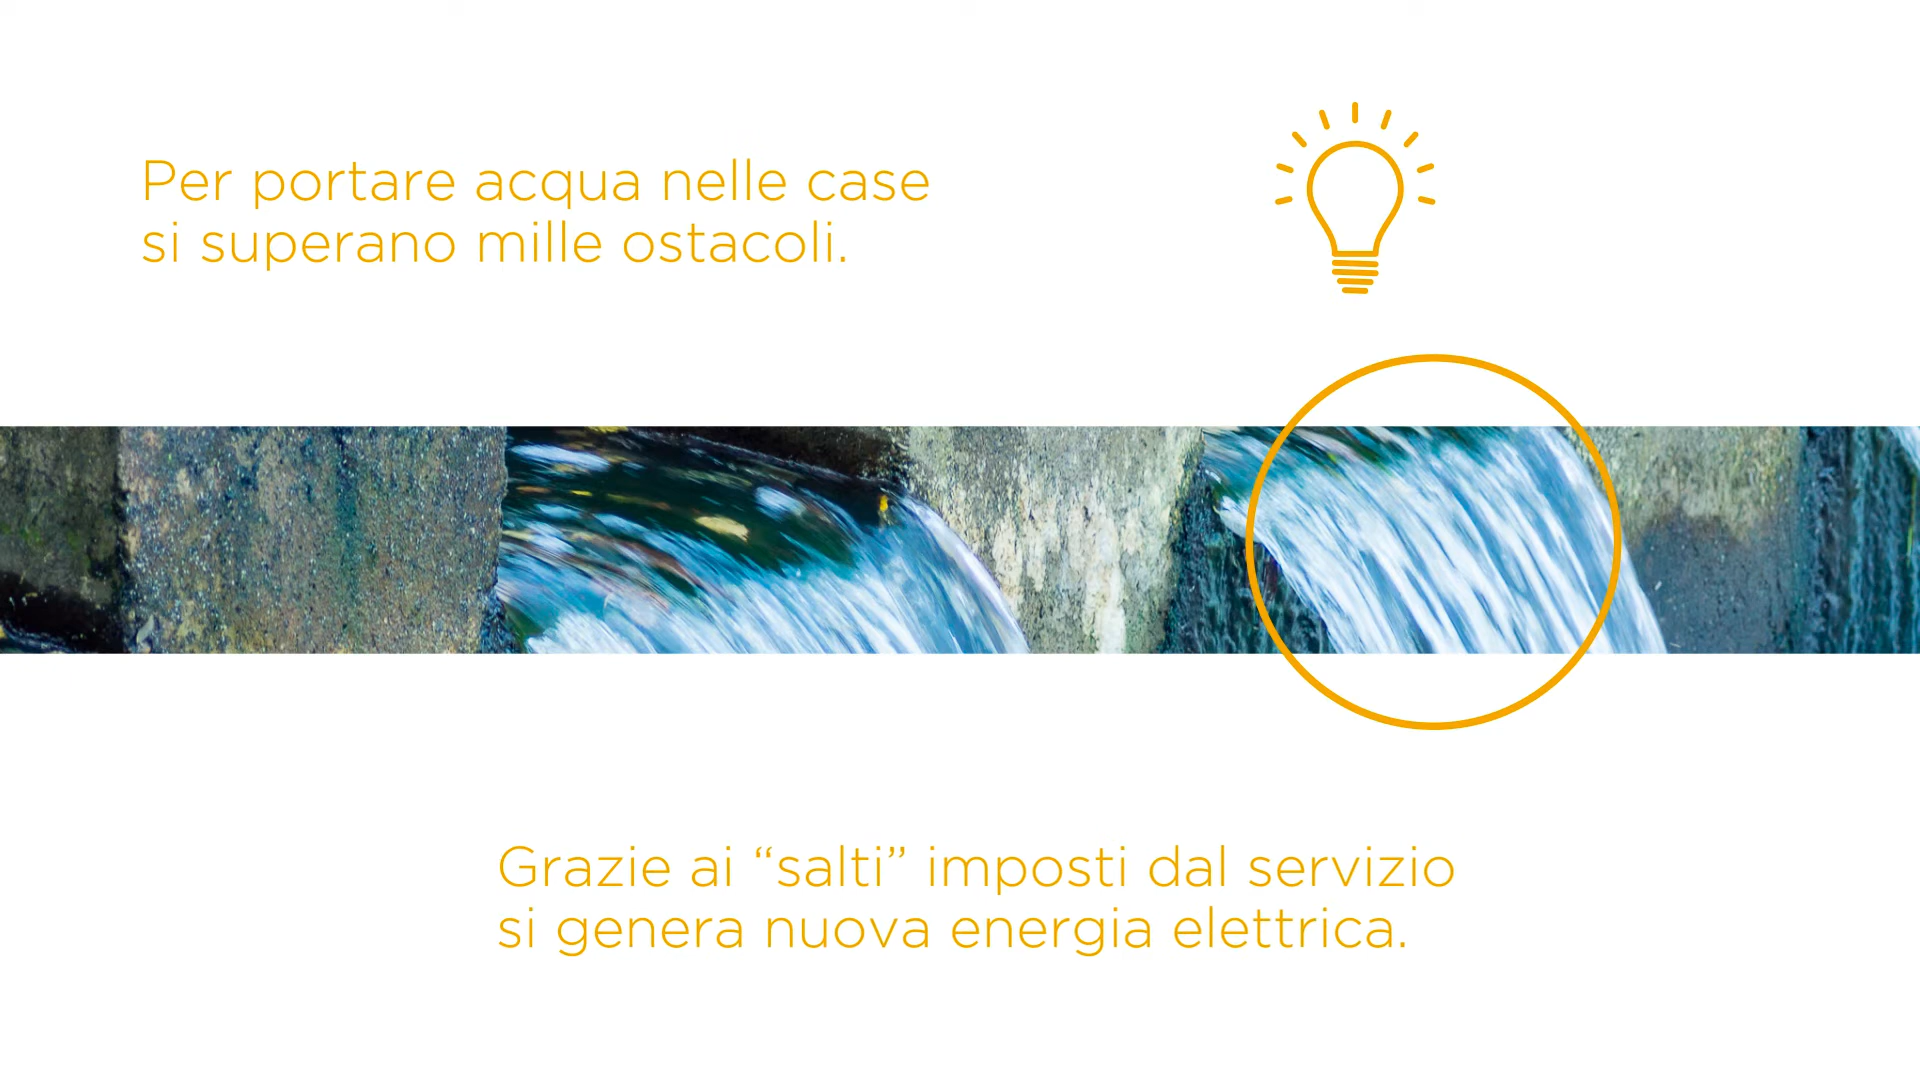 Per portare acqua nelle case
si superano mille ostacoli.
Grazie ai “salti” imposti dal servizio
si genera nuova energia elettrica.